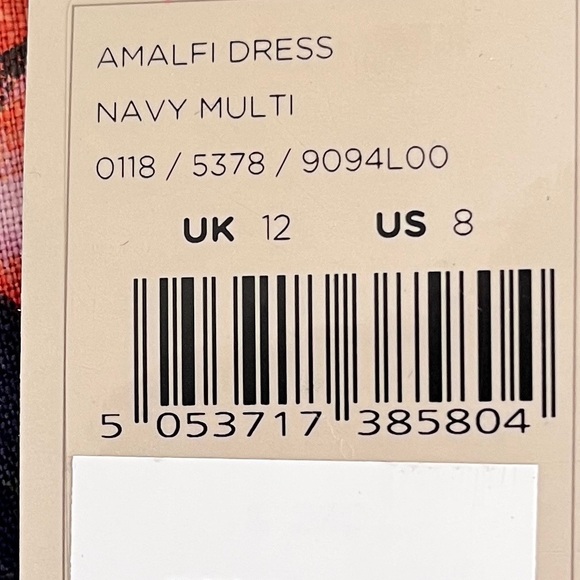 AMALFI DRESS
NAVY MULTI
0118 / 5378 / 9094L00
UK 12 US 8
5 053717 385804